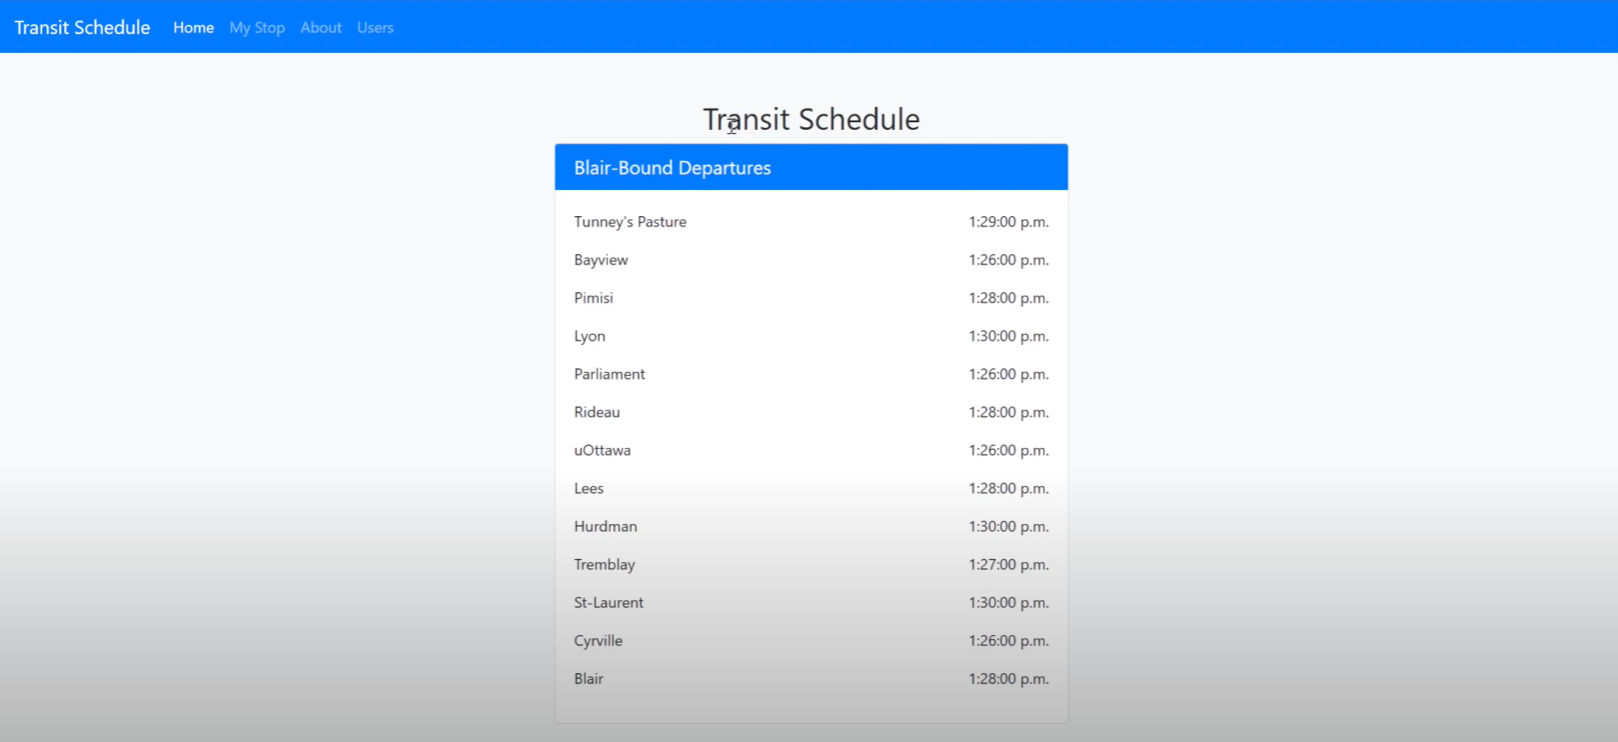 Transit Schedule Home My Stop About Users
Transit Schedule
Blair-Bound Departures
Tunney's Pasture 1:29:00 p.m.
Bayview 1:26:00 p.m.
Pimisi 1:28:00 p.m.
Lyon 1:30:00 p.m.
Parliament 1:26:00 p.m.
Rideau 1:28:00 p.m.
uOttawa 1:26:00 p.m.
Lees 1:28:00 p.m.
Hurdman 1:30:00 p.m.
Tremblay 1:27:00 p.m.
St-Laurent 1:30:00 p.m.
Cyrville 1:26:00 p.m.
Blair 1:28:00 p.m.